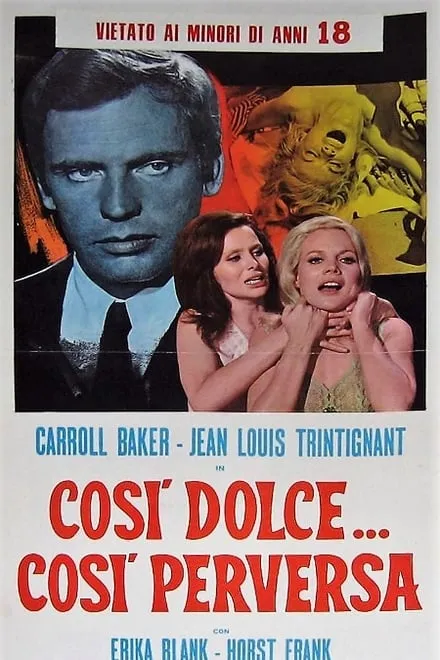 VIETATO AI MINORI DI ANNI 18
CARROLL BAKER - JEAN LOUIS TRINTIGNANT
IN
COSI' DOLCE...
COSI' PERVERSA
CON
ERIKA BLANK - HORST FRANK